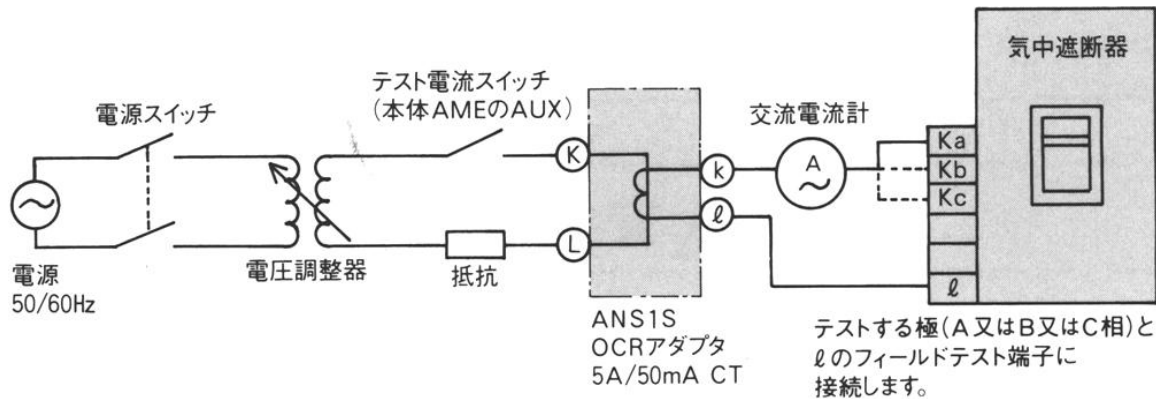 気中遮断器
テスト電流スイッチ
(本体AMEのAUX)
電源スイッチ
交流電流計
K
k
A
Ka
Kb
Kc
ℓ
L
ℓ
電源
50/60Hz
電圧調整器
抵抗
ANS1S
OCRアダプタ
5A/50mA CT
テストする極(A又はB又はC相)と
ℓのフィールドテスト端子に
接続します。